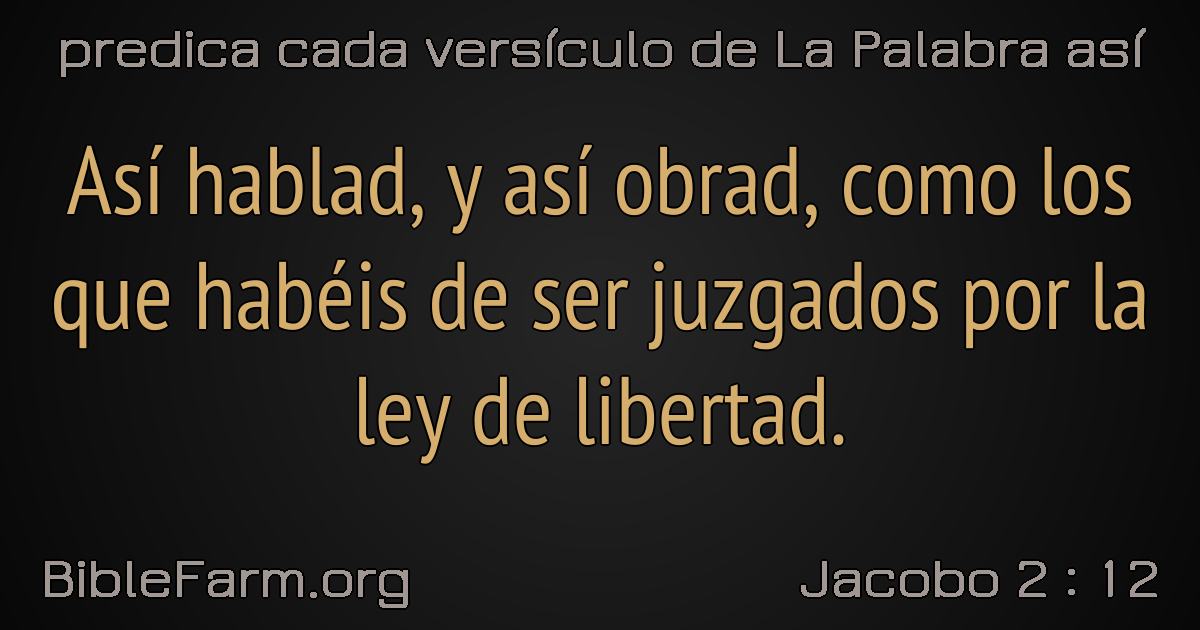 predica cada versículo de La Palabra así
Así hablad, y así obrad, como los
que habéis de ser juzgados por la
ley de libertad.
BibleFarm.org
Jacobo 2 : 12